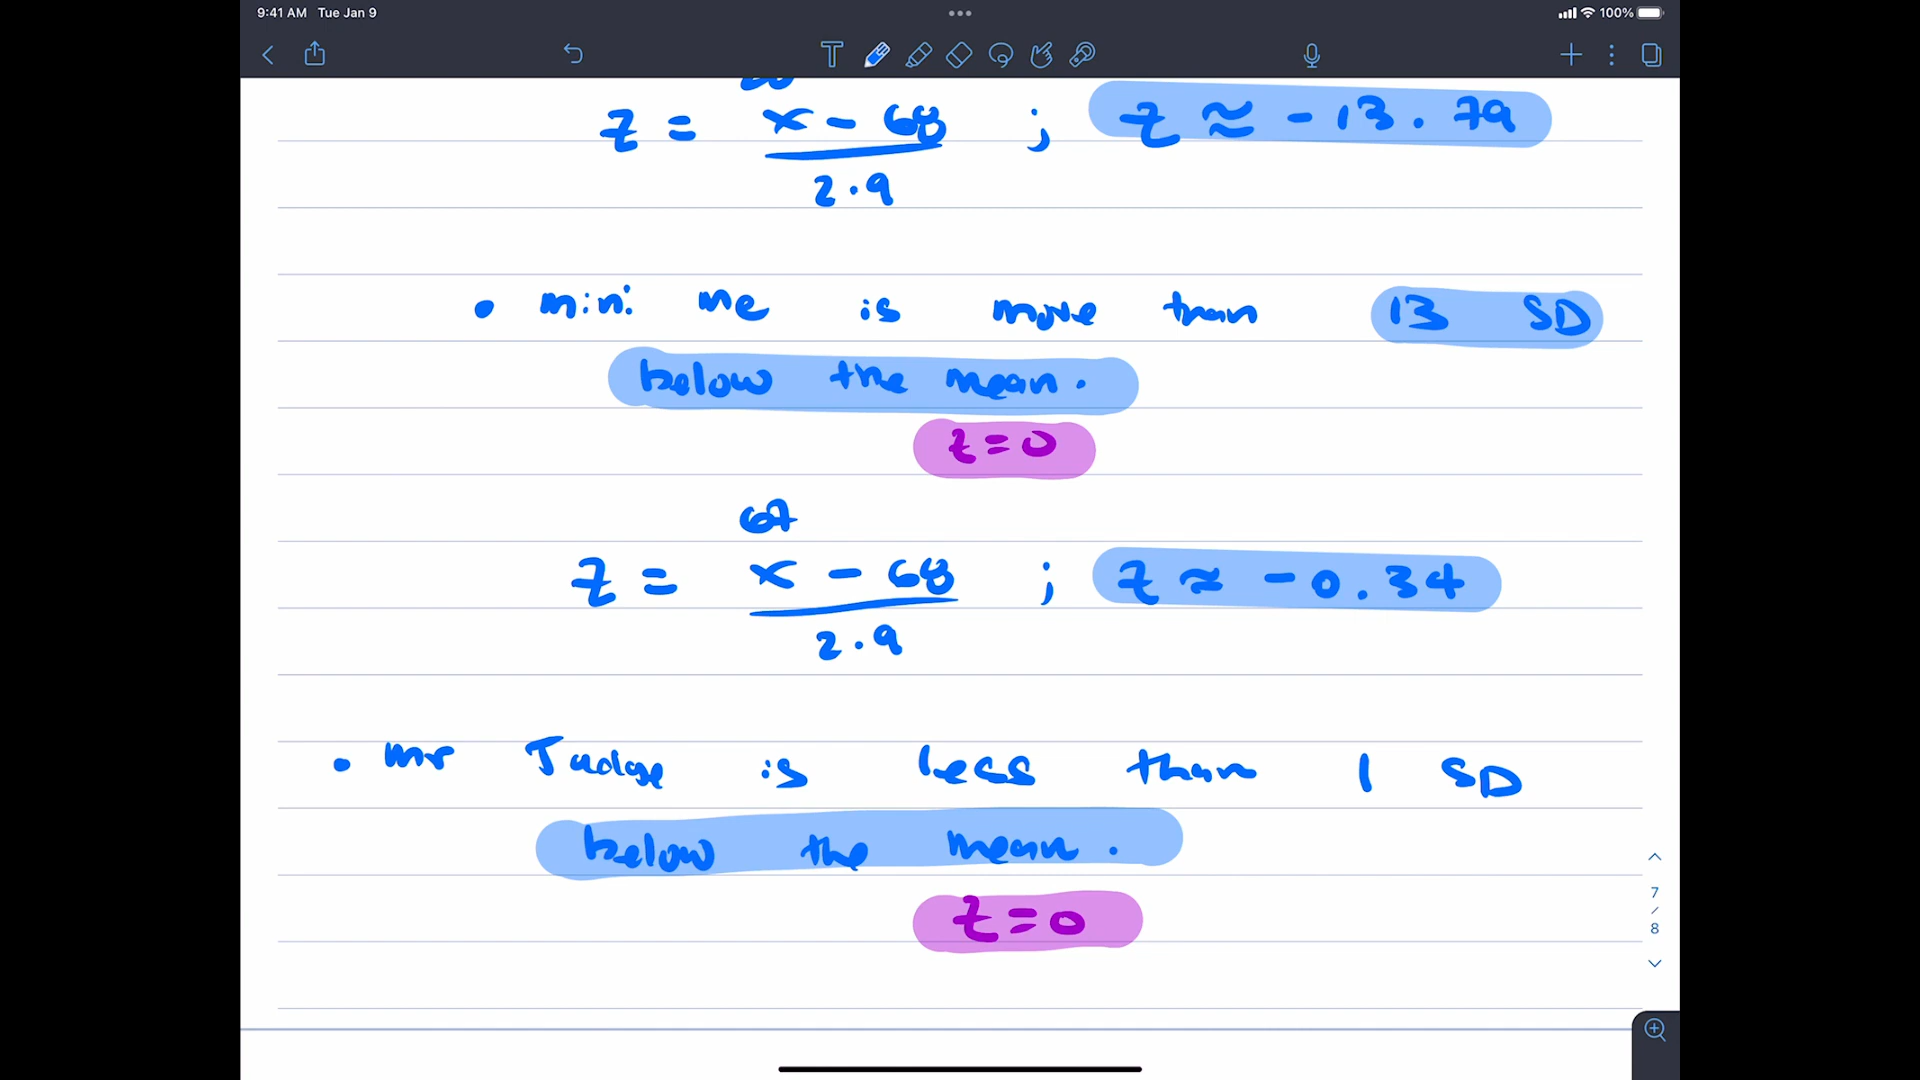 9:41 AM Tue Jan 9
100%
z = x - 68 ; z ≈ -13.79
2.9
• mini me is more than 13 SD
below the mean.
z=0
67
z = x - 68 ; z ≈ -0.34
2.9
• mr Judge is less than 1 SD
below the mean.
z=0
7
/
8